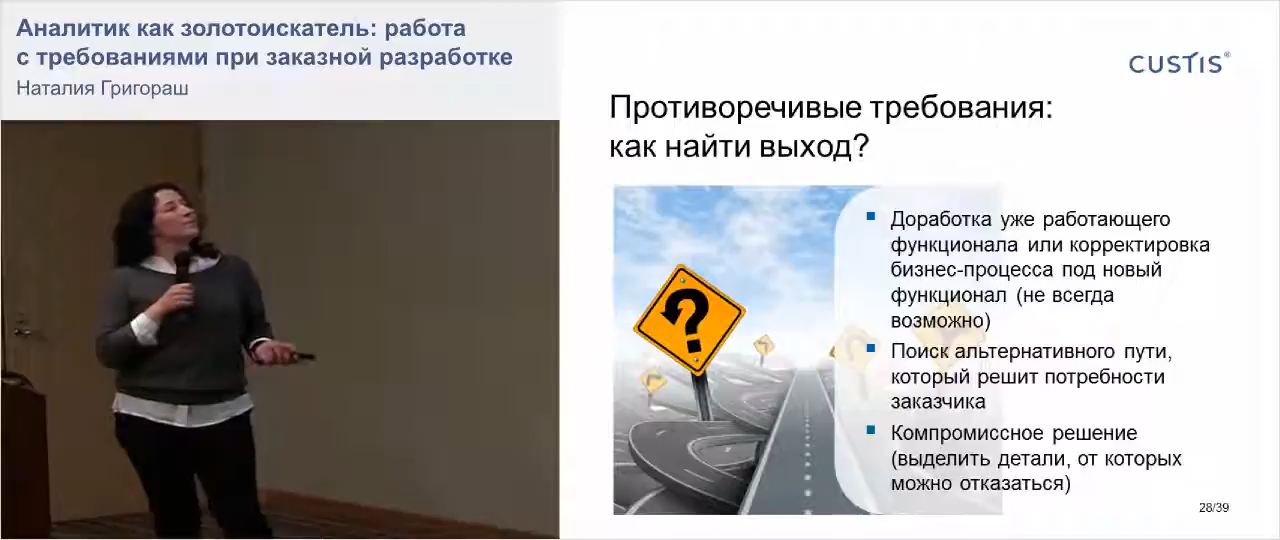 Аналитик как золотоискатель: работа
с требованиями при заказной разработке
Наталия Григораш
CUSTIS®
Противоречивые требования:
как найти выход?
Доработка уже работающего
функционала или корректировка
бизнес-процесса под новый
функционал (не всегда
возможно)
Поиск альтернативного пути,
который решит потребности
заказчика
Компромиссное решение
(выделить детали, от которых
можно отказаться)
28/39